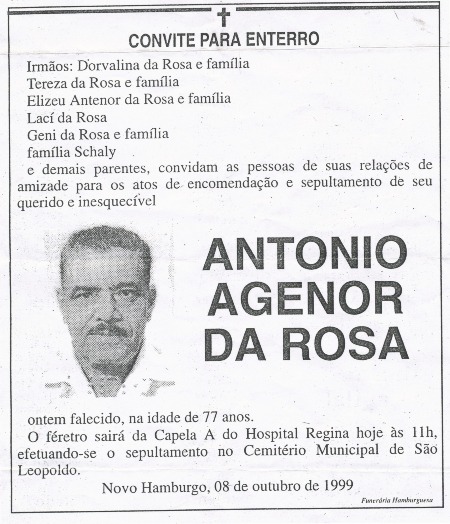 CONVITE PARA ENTERRO
Irmãos: Dorvalina da Rosa e família
Tereza da Rosa e família
Elizeu Antenor da Rosa e família
Lací da Rosa
Geni da Rosa e família
família Schaly
e demais parentes, convidam as pessoas de suas relações de
amizade para os atos de encomendação e sepultamento de seu
querido e inesquecível
ANTONIO
AGENOR
DA ROSA
ontem falecido, na idade de 77 anos.
O féretro sairá da Capela A do Hospital Regina hoje às 11h,
efetuando-se o sepultamento no Cemitério Municipal de São
Leopoldo.
Novo Hamburgo, 08 de outubro de 1999
Funerária Hamburguesa